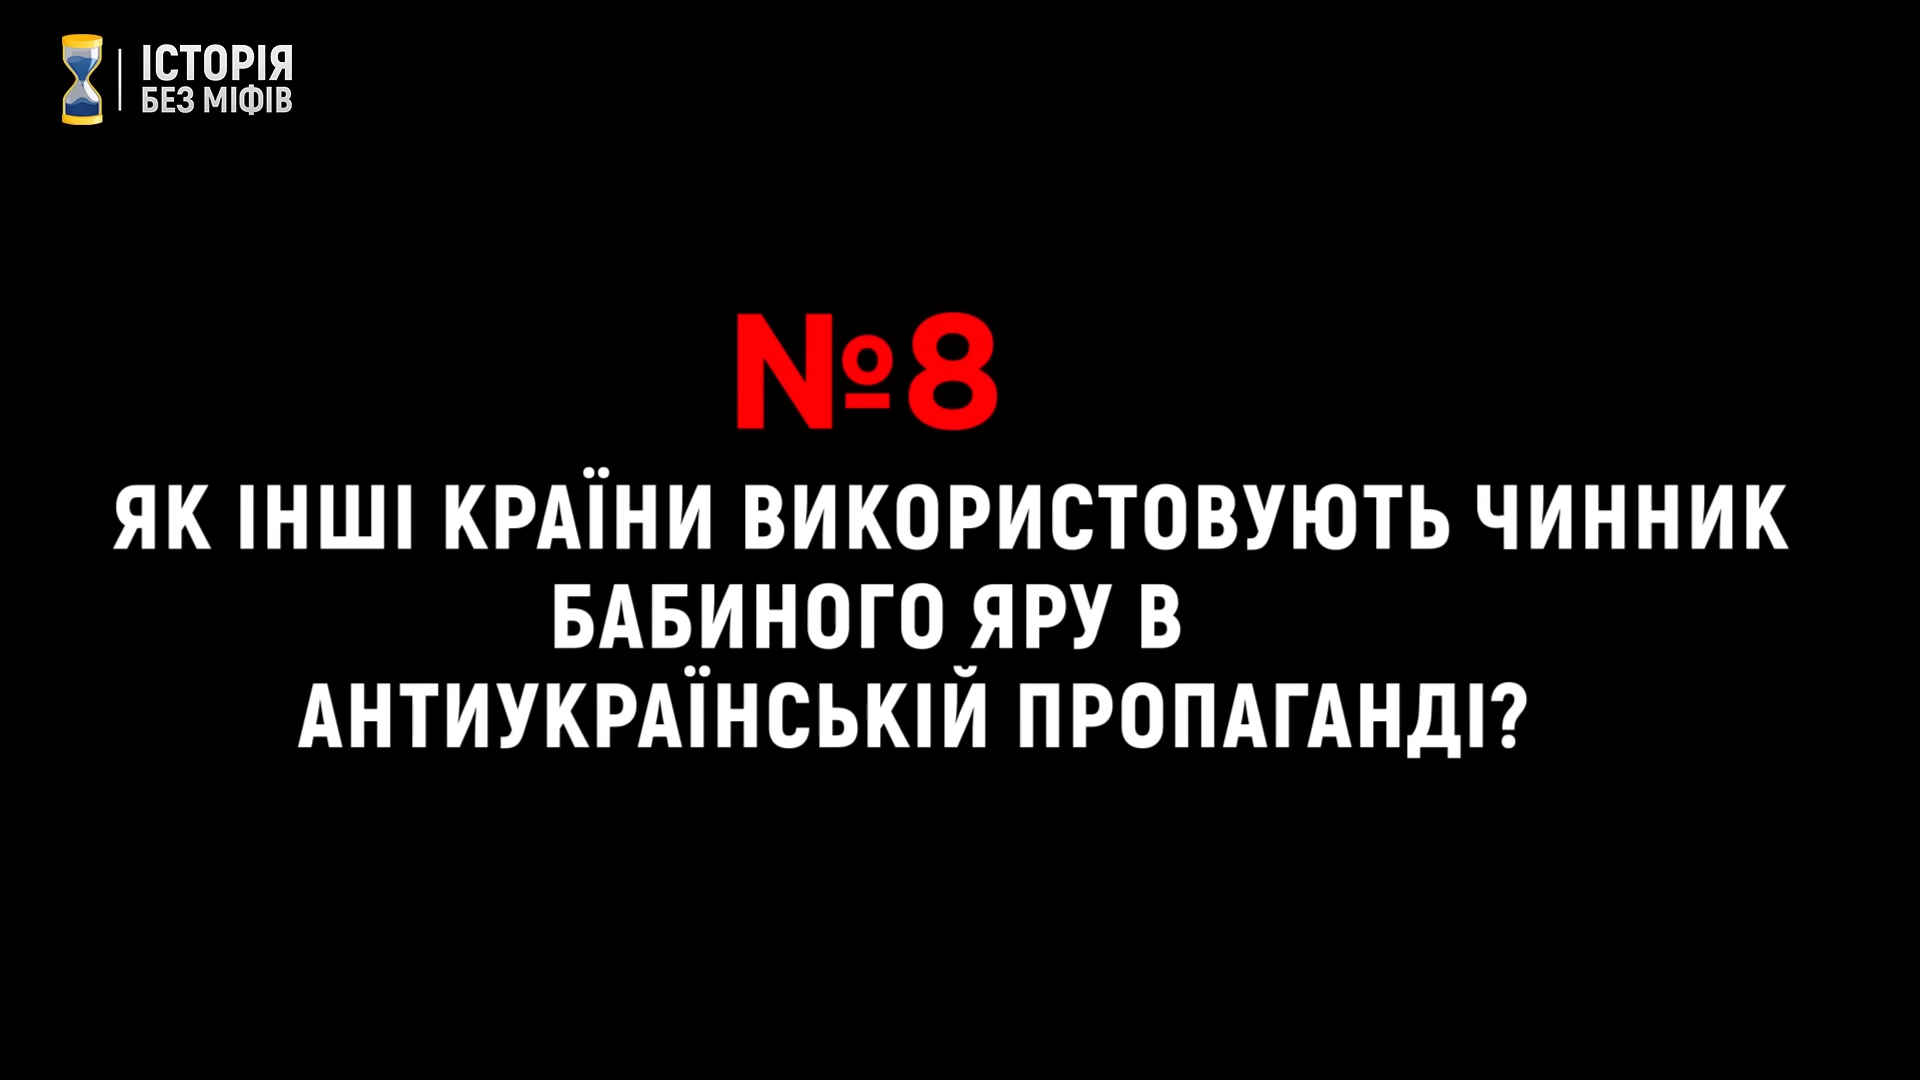 ІСТОРІЯ
БЕЗ МІФІВ
№8
ЯК ІНШІ КРАЇНИ ВИКОРИСТОВУЮТЬ ЧИННИК
БАБИНОГО ЯРУ В
АНТИУКРАЇНСЬКІЙ ПРОПАГАНДІ?